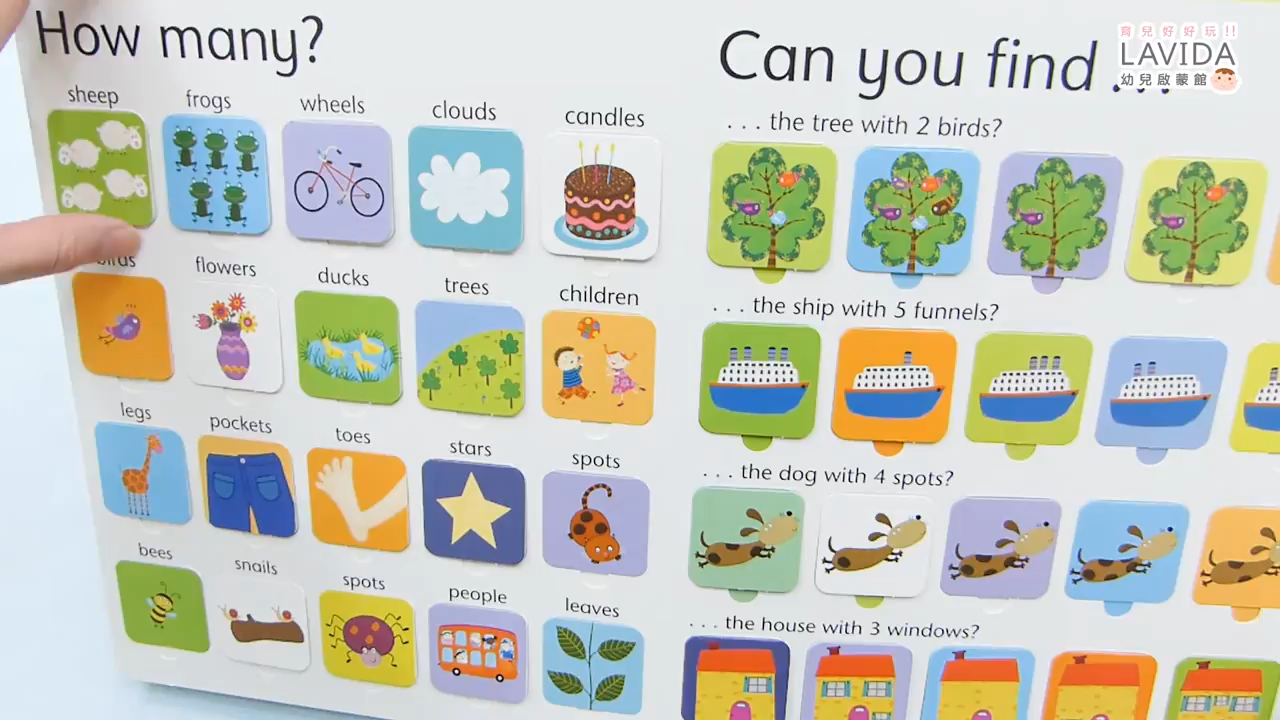 How many?
sheep
frogs
wheels
clouds
candles
birds
flowers
ducks
trees
children
legs
pockets
toes
stars
spots
bees
snails
spots
people
leaves
Can you find ...
... the tree with 2 birds?
... the ship with 5 funnels?
... the dog with 4 spots?
... the house with 3 windows?
育兒好好玩!!
LAVIDA
幼兒啟蒙館